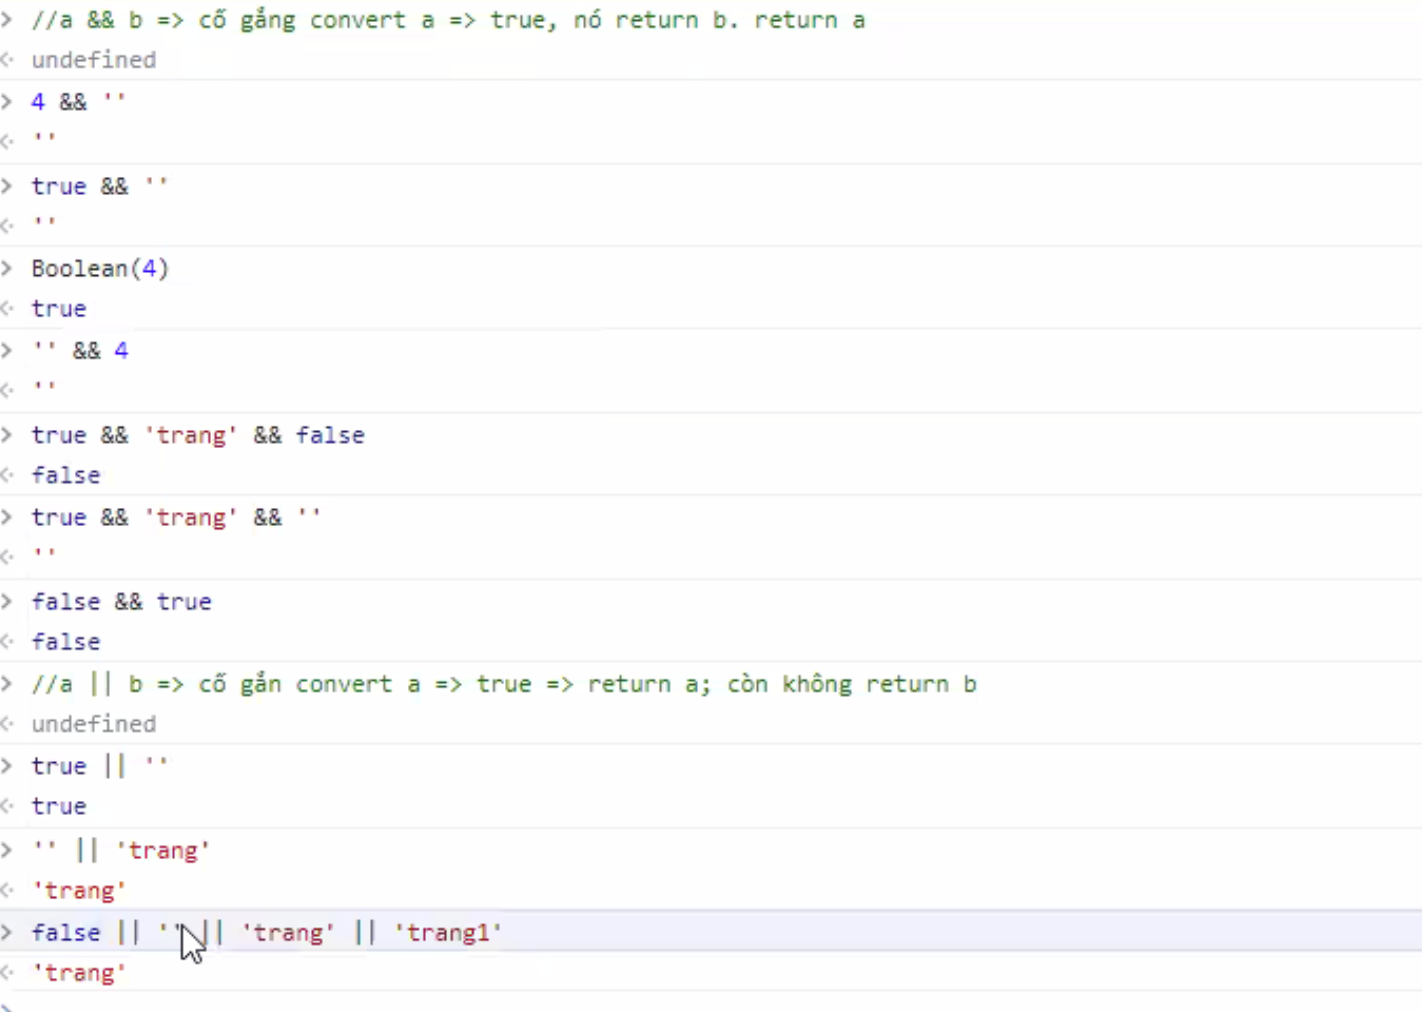 > //a && b => cố gắng convert a => true, nó return b. return a
< undefined
> 4 && ''
< ''
> true && ''
< ''
> Boolean(4)
< true
> '' && 4
< ''
> true && 'trang' && false
< false
> true && 'trang' && ''
< ''
> false && true
< false
> //a || b => cố gắn convert a => true => return a; còn không return b
< undefined
> true || ''
< true
> '' || 'trang'
< 'trang'
> false || '' || 'trang' || 'trang1'
< 'trang'
>